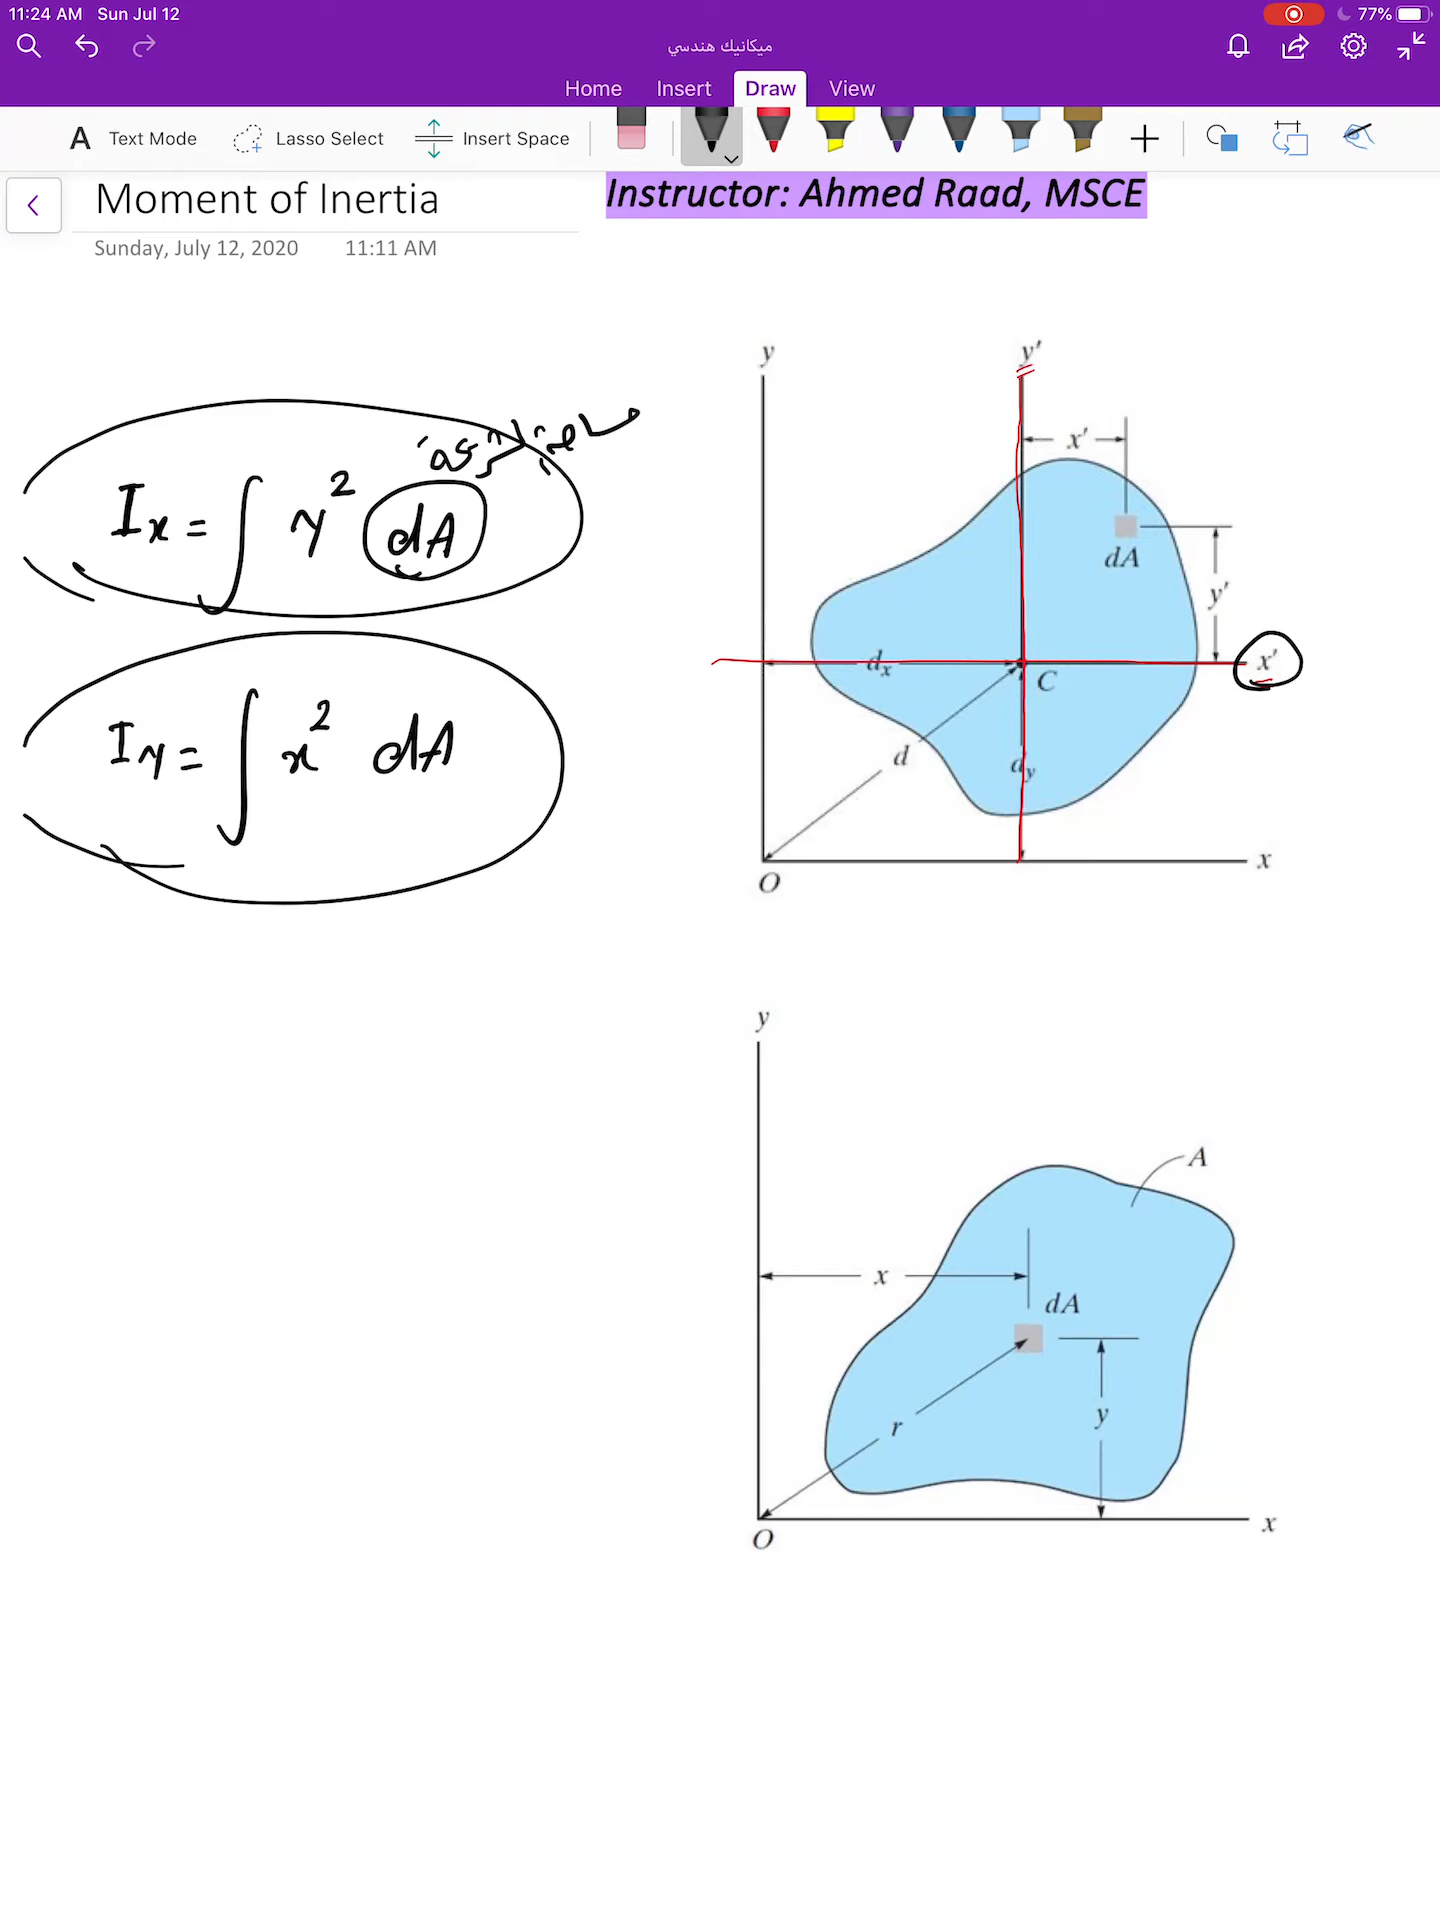 11:24 AM Sun Jul 12
77%
ميكانيك هندسي
Home Insert Draw View
A Text Mode Lasso Select Insert Space
Moment of Inertia
Instructor: Ahmed Raad, MSCE
Sunday, July 12, 2020 11:11 AM
Ix = ∫ y² dA
Iy = ∫ x² dA
y
y'
x'
dA
y'
dx
x'
C
d
dy
x
O
y
A
x
dA
r
y
x
O